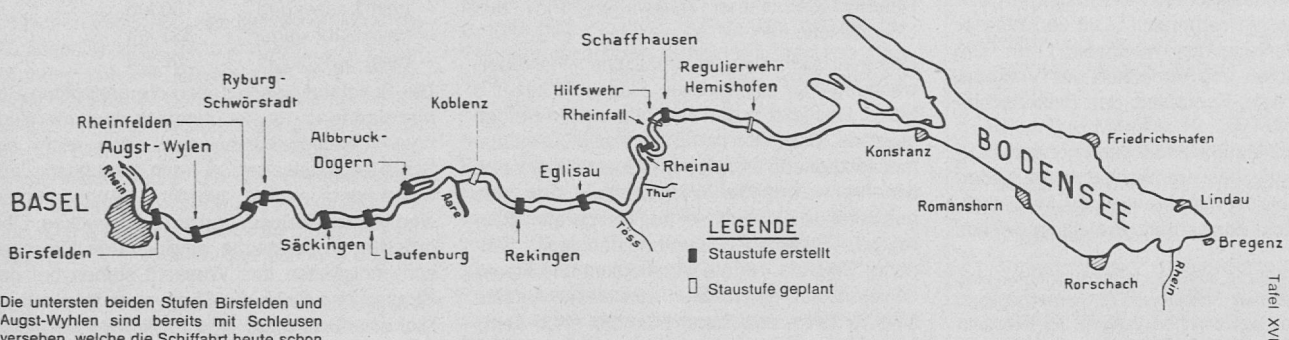 Schaffhausen
Ryburg-
Schwörstadt
Koblenz
Hilfswehr
Regulierwehr
Hemishofen
Rheinfelden
Albbruck-
Dogern
Rheinfall
Augst-Wylen
Konstanz
Friedrichshafen
Rhein
Eglisau
Rheinau
BODENSEE
BASEL
Aare
Thur
Romanshorn
Lindau
Birsfelden
Säckingen
Laufenburg
Rekingen
Töss
LEGENDE
Bregenz
Staustufe erstellt
Staustufe geplant
Rorschach
Rhein
Tafel XVI
Die untersten beiden Stufen Birsfelden und
Augst-Wyhlen sind bereits mit Schleusen
versehen, welche die Schiffahrt heute schon